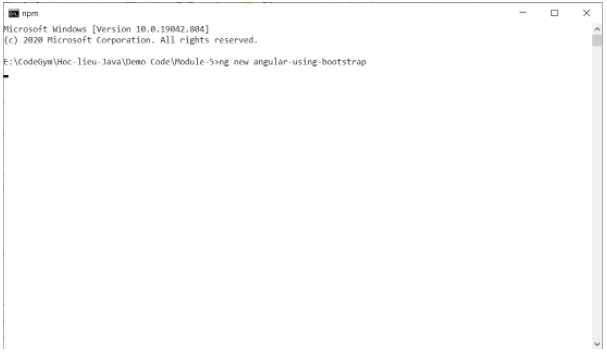 npm
Microsoft Windows [Version 10.0.19042.804]
(c) 2020 Microsoft Corporation. All rights reserved.
E:\CodeGym\Hoc-lieu-Java\Demo Code\Module-5>ng new angular-using-bootstrap